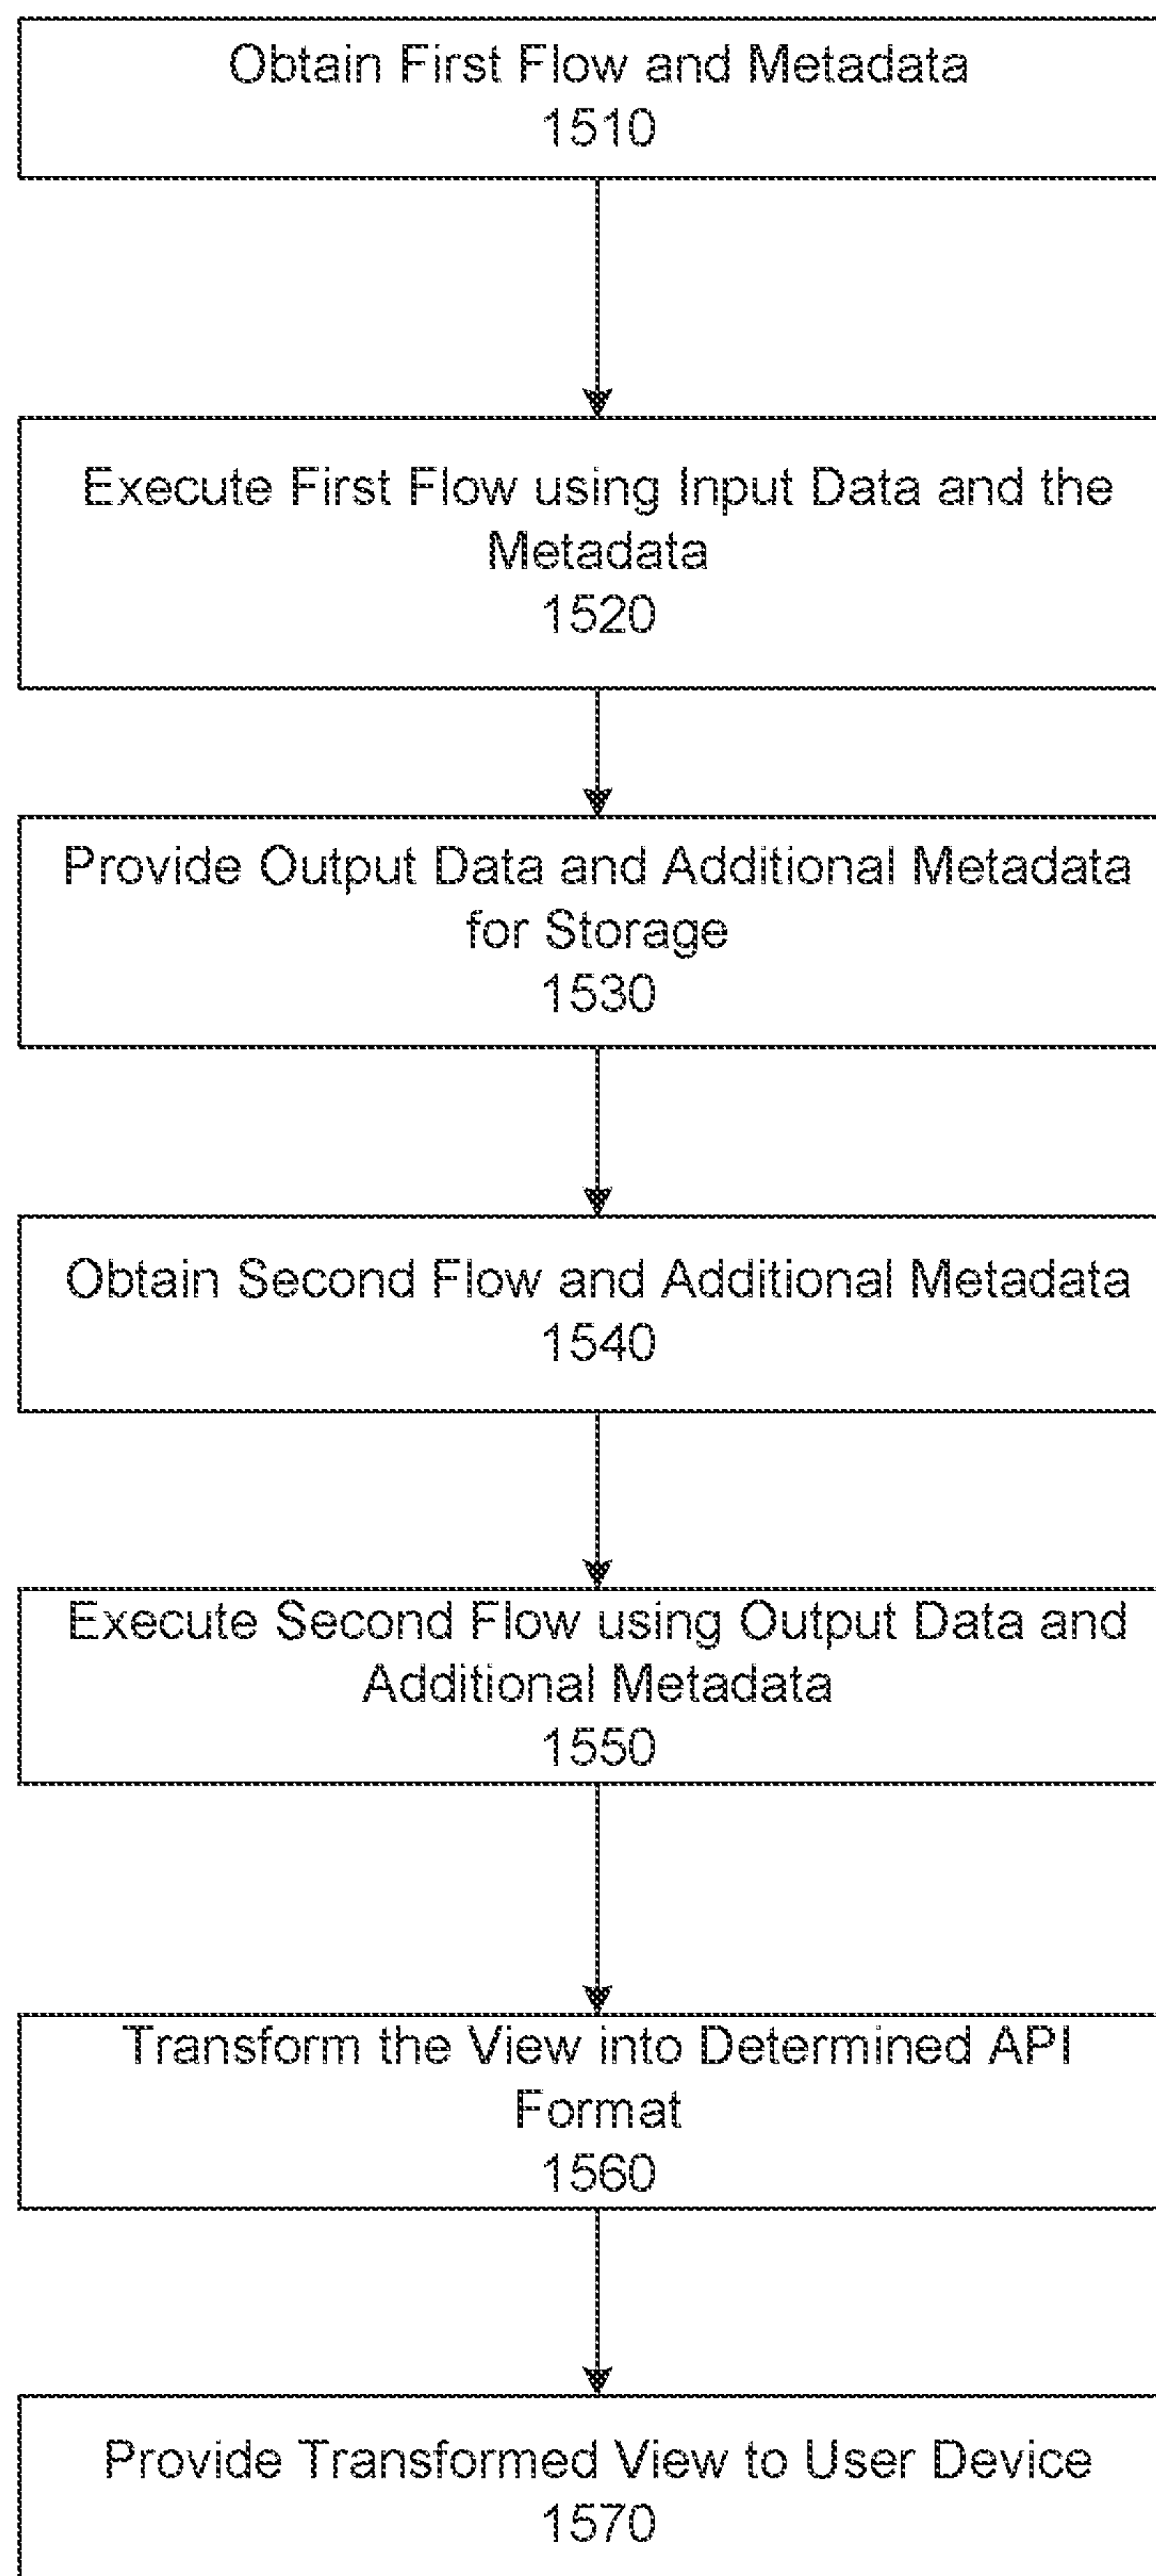 Obtain First Flow and Metadata
1510
Execute First Flow using Input Data and the
Metadata
1520
Provide Output Data and Additional Metadata
for Storage
1530
Obtain Second Flow and Additional Metadata
1540
Execute Second Flow using Output Data and
Additional Metadata
1550
Transform the View into Determined API
Format
1560
Provide Transformed View to User Device
1570